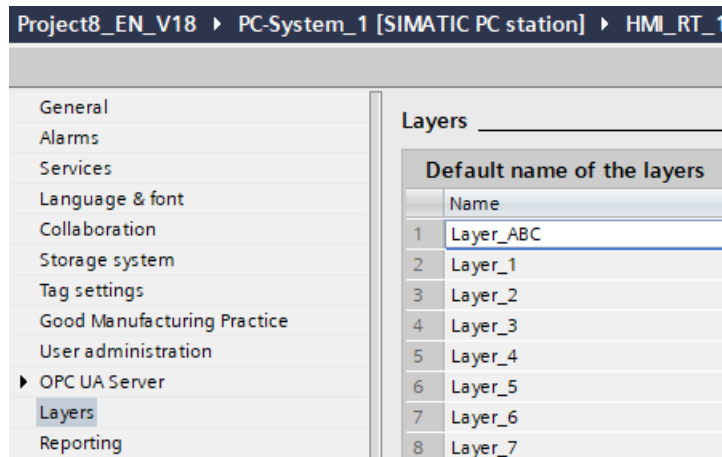 Project8_EN_V18 ▸ PC-System_1 [SIMATIC PC station] ▸ HMI_RT_1
General
Alarms
Services
Language & font
Collaboration
Storage system
Tag settings
Good Manufacturing Practice
User administration
OPC UA Server
Layers
Reporting
Layers
Default name of the layers
Name
1 Layer_ABC
2 Layer_1
3 Layer_2
4 Layer_3
5 Layer_4
6 Layer_5
7 Layer_6
8 Layer_7